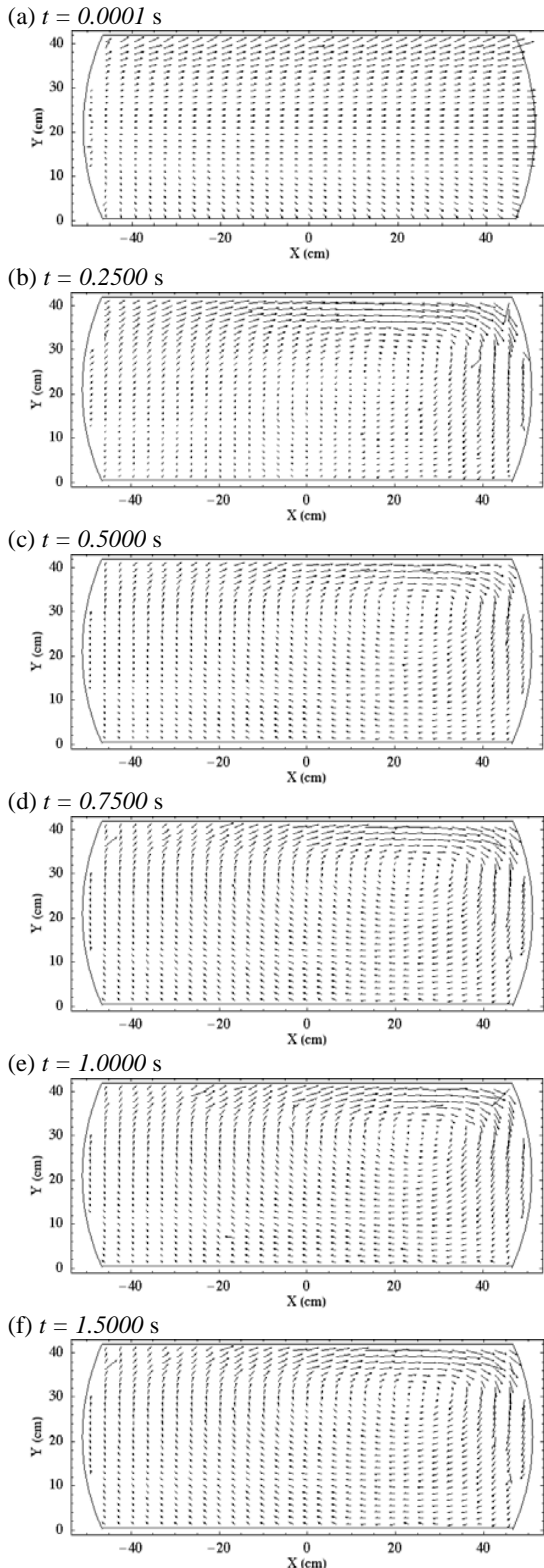 (a) t = 0.0001 s
40
30
20
10
0
Y (cm)
−40 −20 0 20 40
X (cm)
(b) t = 0.2500 s
40
30
20
10
0
Y (cm)
−40 −20 0 20 40
X (cm)
(c) t = 0.5000 s
40
30
20
10
0
Y (cm)
−40 −20 0 20 40
X (cm)
(d) t = 0.7500 s
40
30
20
10
0
Y (cm)
−40 −20 0 20 40
X (cm)
(e) t = 1.0000 s
40
30
20
10
0
Y (cm)
−40 −20 0 20 40
X (cm)
(f) t = 1.5000 s
40
30
20
10
0
Y (cm)
−40 −20 0 20 40
X (cm)